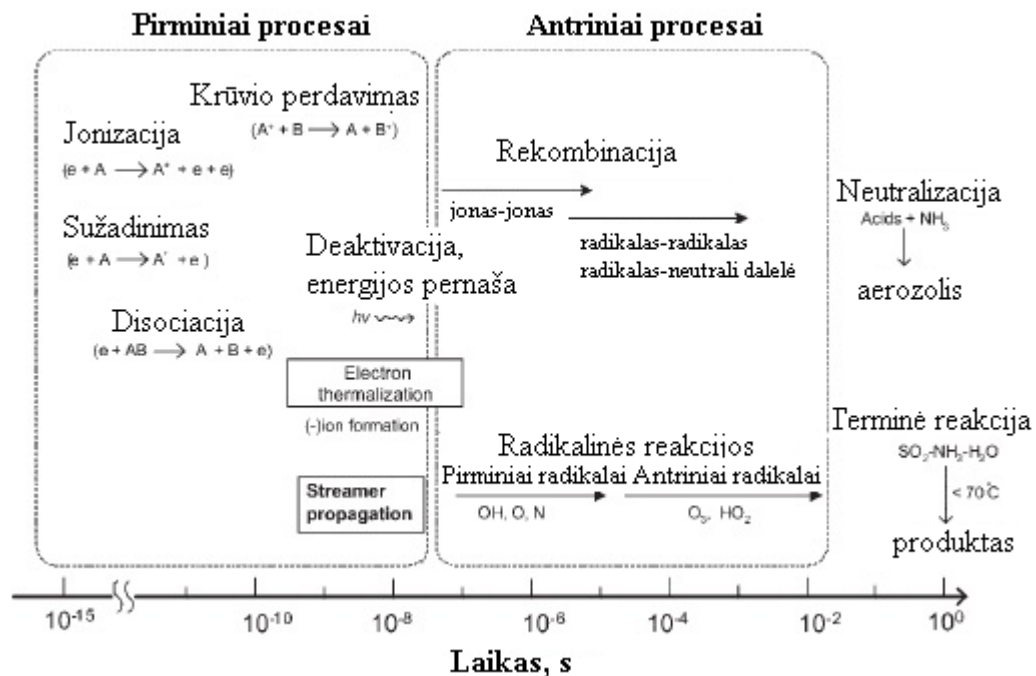 Pirminiai procesai
Antriniai procesai
Krūvio perdavimas
(A⁺ + B ⟶ A + B⁺)
Jonizacija
(e + A ⟶ A⁺ + e + e)
Sužadinimas
(e + A ⟶ A' + e )
Disociacija
(e + AB ⟶ A + B + e)
Deaktivacija,
energijos pernaša
hν
Electron
thermalization
(-)ion formation
Streamer
propagation
Rekombinacija
jonas-jonas
radikalas-radikalas
radikalas-neutrali dalelė
Radikalinės reakcijos
Pirminiai radikalai
Antriniai radikalai
OH, O, N
O₃, HO₂
Neutralizacija
Acids + NH₃
aerozolis
Terminė reakcija
SO₂-NH₂-H₂O
< 70°C
produktas
10⁻¹⁵ 10⁻¹⁰ 10⁻⁸ 10⁻⁶ 10⁻⁴ 10⁻² 10⁰
Laikas, s